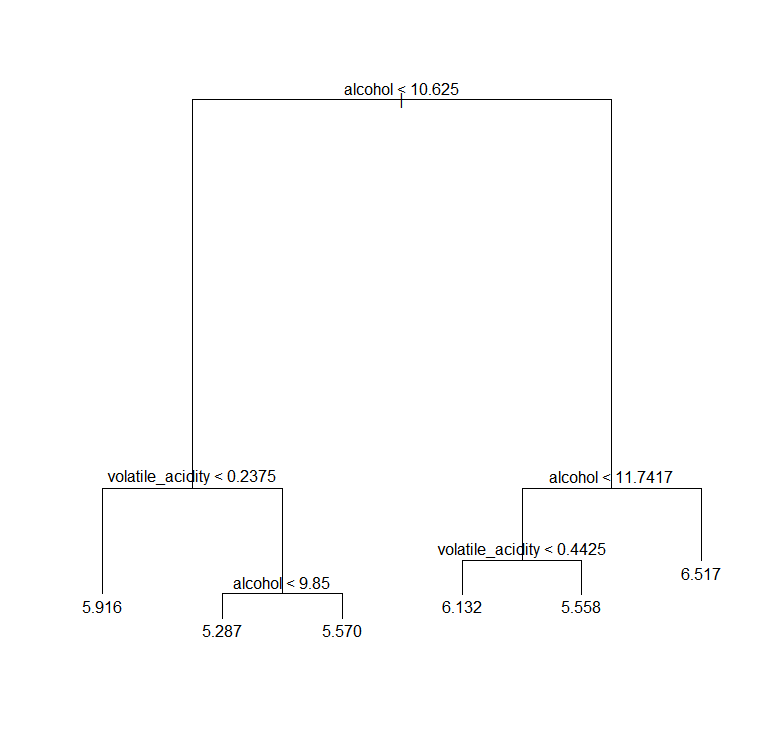 alcohol < 10.625
volatile_acidity < 0.2375
alcohol < 11.7417
volatile_acidity < 0.4425
6.517
alcohol < 9.85
5.916
6.132
5.558
5.287
5.570